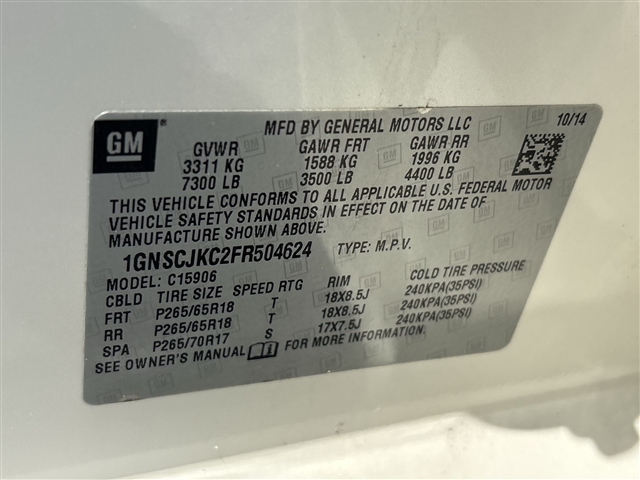 GM
MFD BY GENERAL MOTORS LLC 10/14
GVWR GAWR FRT GAWR RR
3311 KG 1588 KG 1996 KG
7300 LB 3500 LB 4400 LB
THIS VEHICLE CONFORMS TO ALL APPLICABLE U.S. FEDERAL MOTOR
VEHICLE SAFETY STANDARDS IN EFFECT ON THE DATE OF
MANUFACTURE SHOWN ABOVE.
1GNSCJKC2FR504624 TYPE: M.P.V.
MODEL: C15906
CBLD TIRE SIZE SPEED RTG RIM COLD TIRE PRESSURE
FRT P265/65R18 T 18X8.5J 240KPA(35PSI)
RR P265/65R18 T 18X8.5J 240KPA(35PSI)
SPA P265/70R17 S 17X7.5J 240KPA(35PSI)
SEE OWNER'S MANUAL FOR MORE INFORMATION.